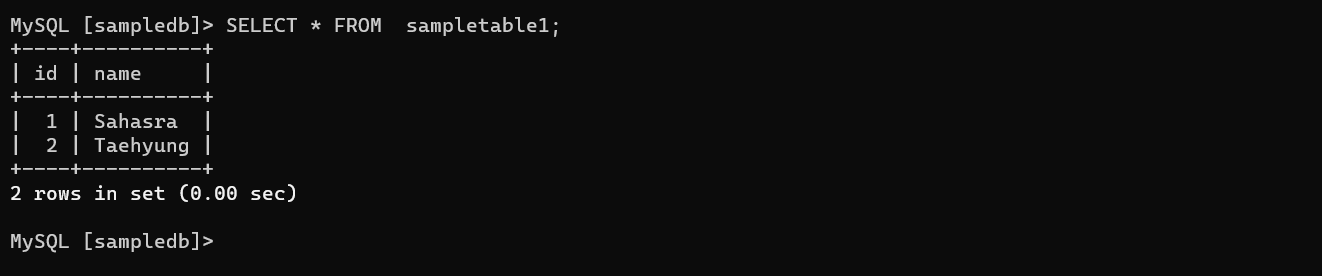 MySQL [sampledb]> SELECT * FROM  sampletable1;
+----+----------+
| id | name     |
+----+----------+
|  1 | Sahasra  |
|  2 | Taehyung |
+----+----------+
2 rows in set (0.00 sec)
MySQL [sampledb]>